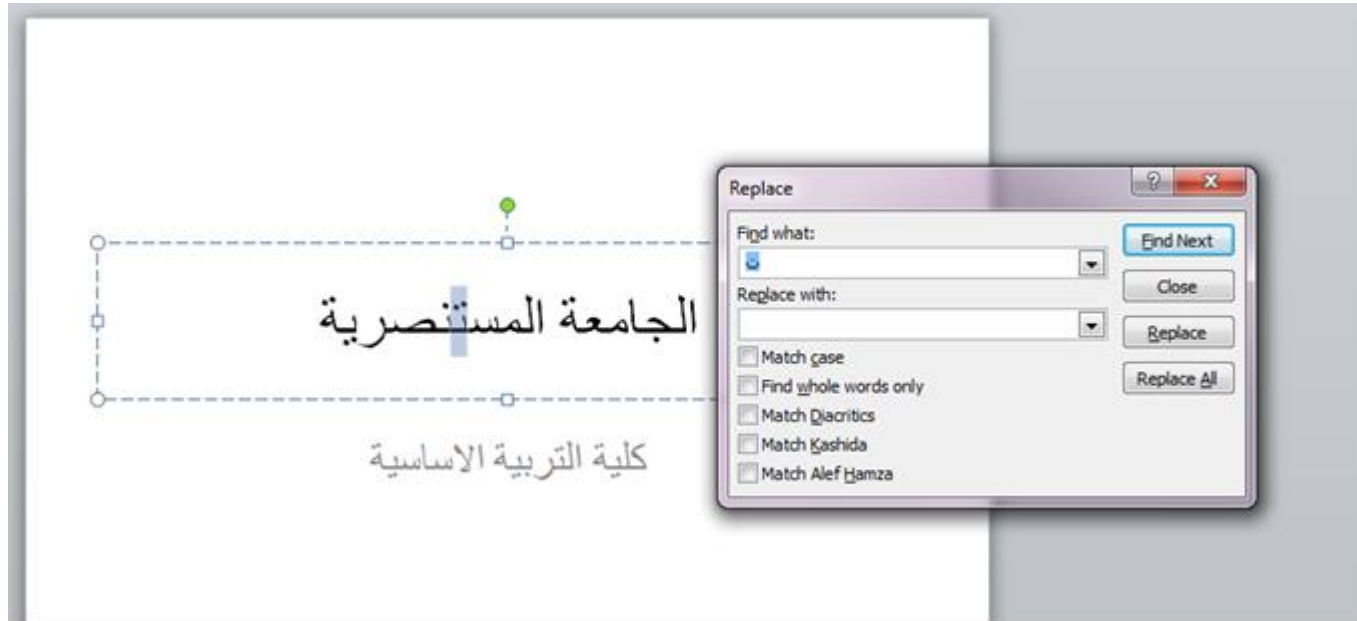 الجامعة المستنصرية
كلية التربية الاساسية
Replace
Find what:
ت
Replace with:
Match case
Find whole words only
Match Diacritics
Match Kashida
Match Alef Hamza
Find Next
Close
Replace
Replace All